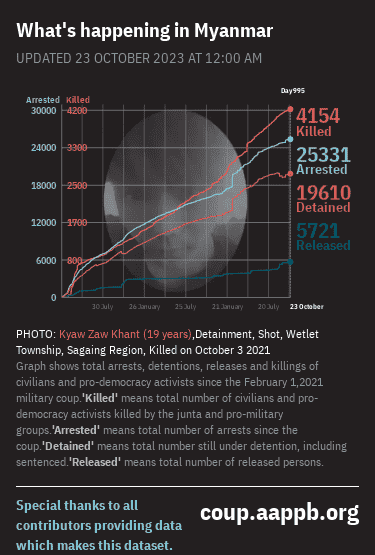 What's happening in Myanmar
UPDATED 23 OCTOBER 2023 AT 12:00 AM
Day995
Arrested Killed
30000 4200
4154
Killed
24000 3300
25331
Arrested
18000 2500
19610
Detained
12000 1700
5721
Released
6000 800
0
30 July 26 January 25 July 21 January 20 July 23 October
PHOTO: Kyaw Zaw Khant (19 years),Detainment, Shot, Wetlet
Township, Sagaing Region, Killed on October 3 2021
Graph shows total arrests, detentions, releases and killings of
civilians and pro-democracy activists since the February 1,2021
military coup.'Killed' means total number of civilians and pro-
democracy activists killed by the junta and pro-military
groups.'Arrested' means total number of arrests since the
coup.'Detained' means total number still under detention, including
sentenced.'Released' means total number of released persons.
Special thanks to all
contributors providing data
which makes this dataset.
coup.aappb.org